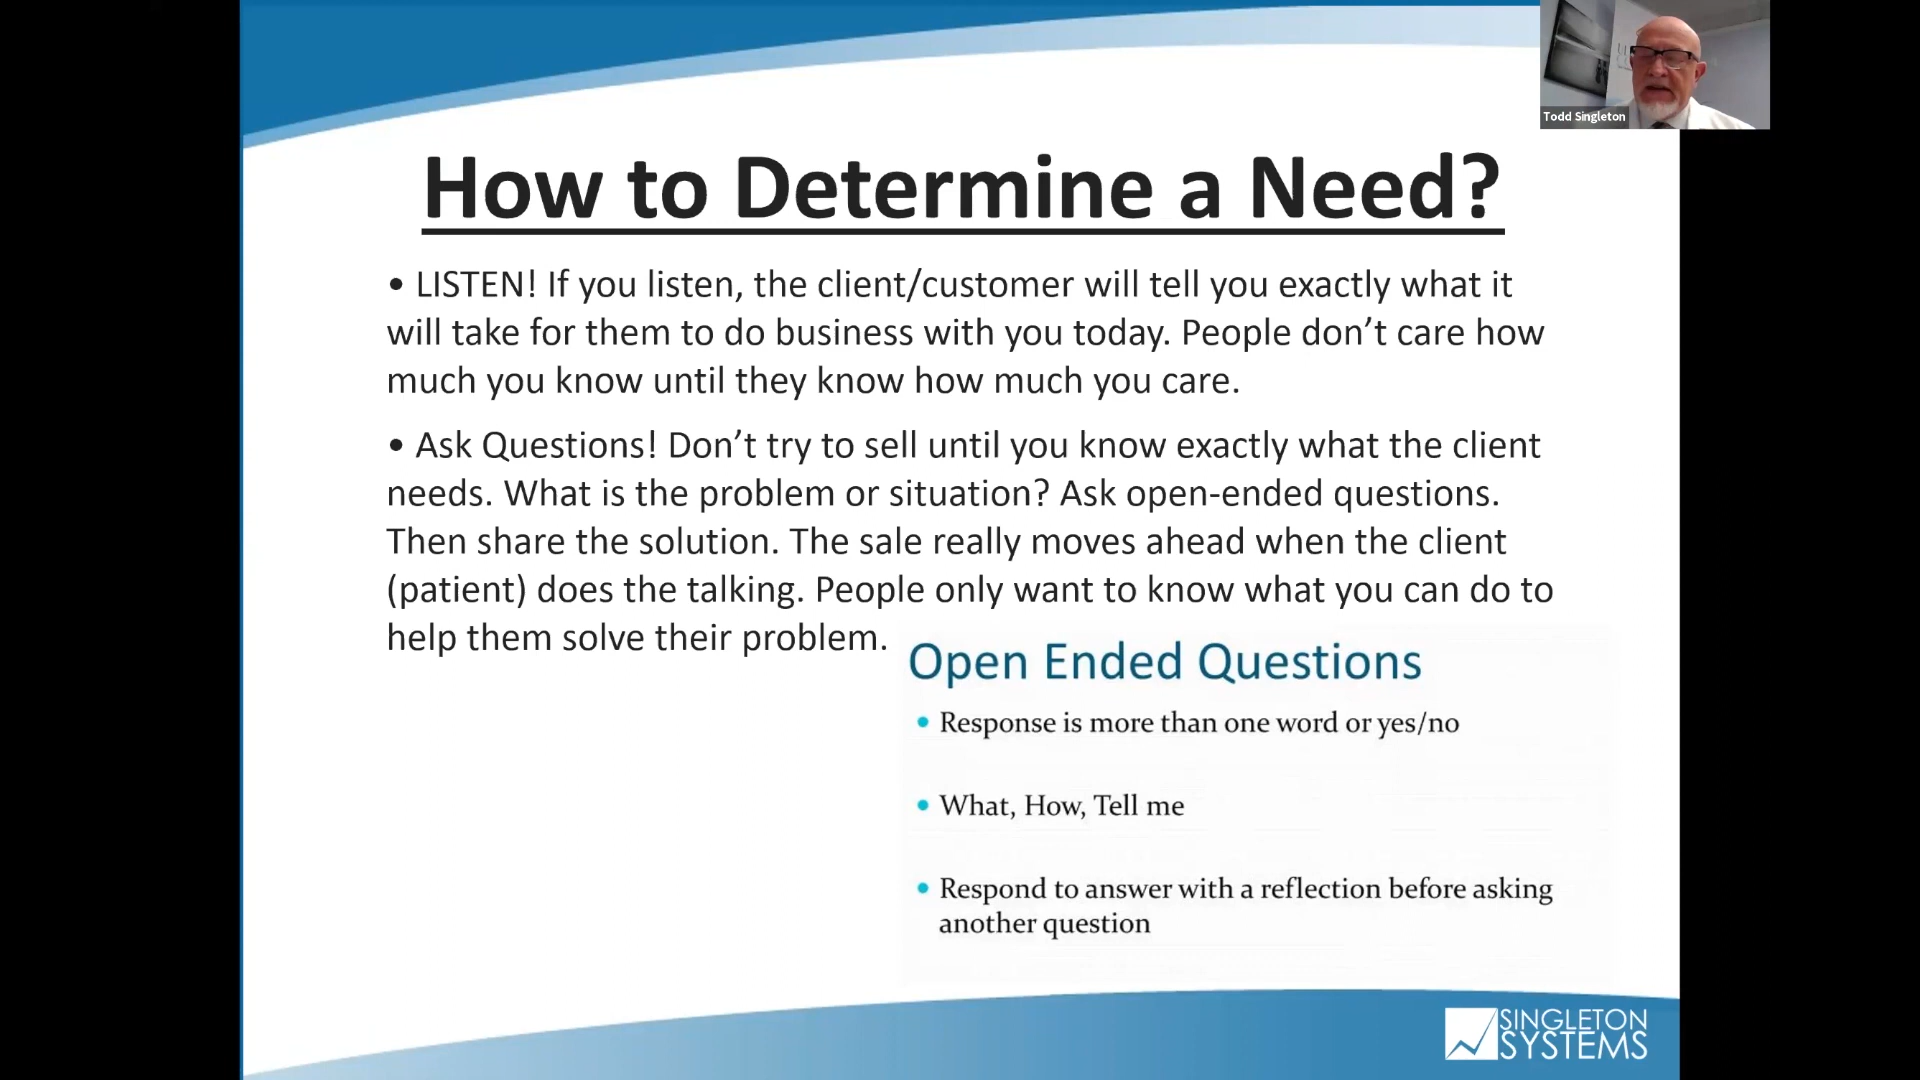 Todd Singleton
How to Determine a Need?
• LISTEN! If you listen, the client/customer will tell you exactly what it
will take for them to do business with you today. People don’t care how
much you know until they know how much you care.
• Ask Questions! Don’t try to sell until you know exactly what the client
needs. What is the problem or situation? Ask open-ended questions.
Then share the solution. The sale really moves ahead when the client
(patient) does the talking. People only want to know what you can do to
help them solve their problem.
Open Ended Questions
• Response is more than one word or yes/no
• What, How, Tell me
• Respond to answer with a reflection before asking
another question
SINGLETON
SYSTEMS